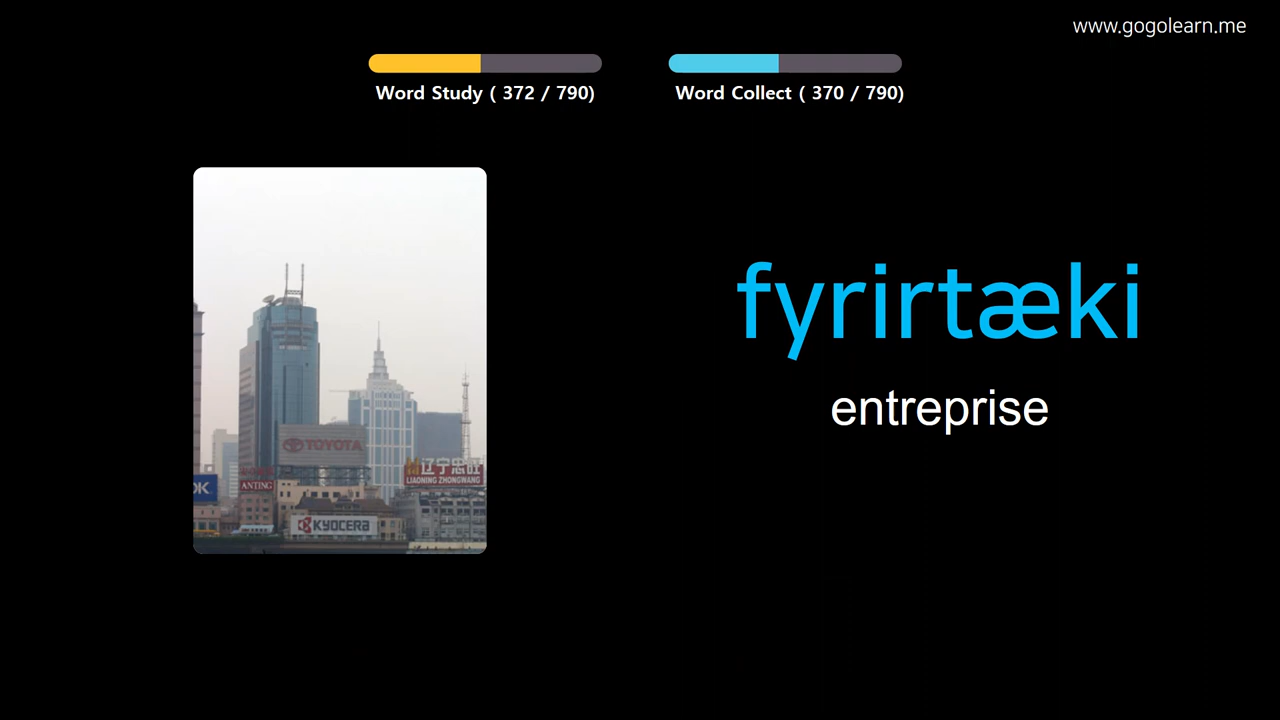 www.gogolearn.me
Word Study ( 372 / 790)
Word Collect ( 370 / 790)
fyrirtæki
entreprise
TOYOTA
辽宁忠旺
LIAONING ZHONGWANG
ANTING
KYOCERA